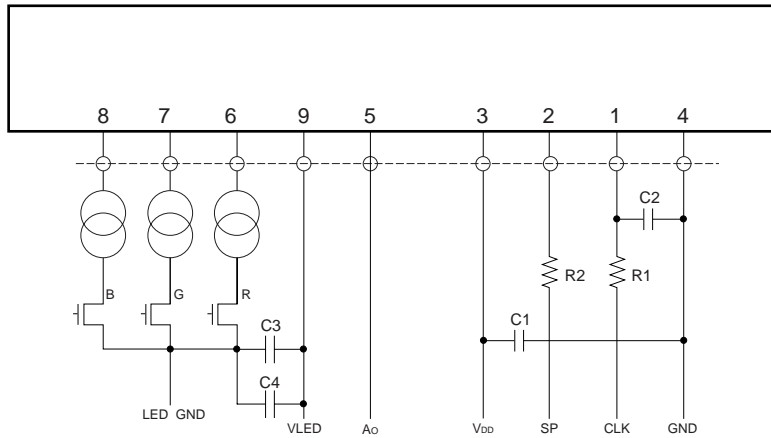 8 7 6 9 5 3 2 1 4
C2
R2 R1
B G R
C3 C1
C4
LED GND
VLED AO VDD SP CLK GND